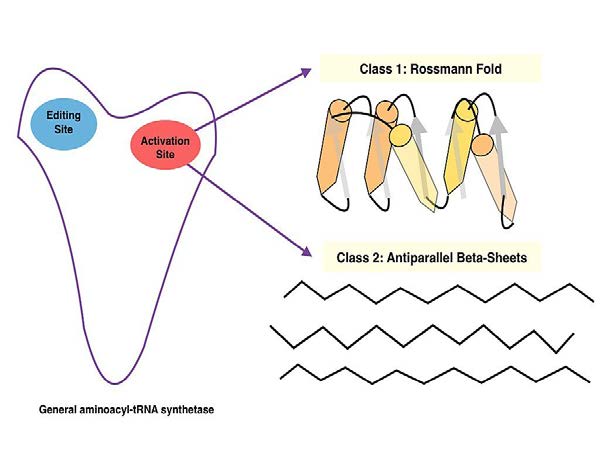 Class 1: Rossmann Fold
Editing
Site
Activation
Site
Class 2: Antiparallel Beta-Sheets
General aminoacyl-tRNA synthetase